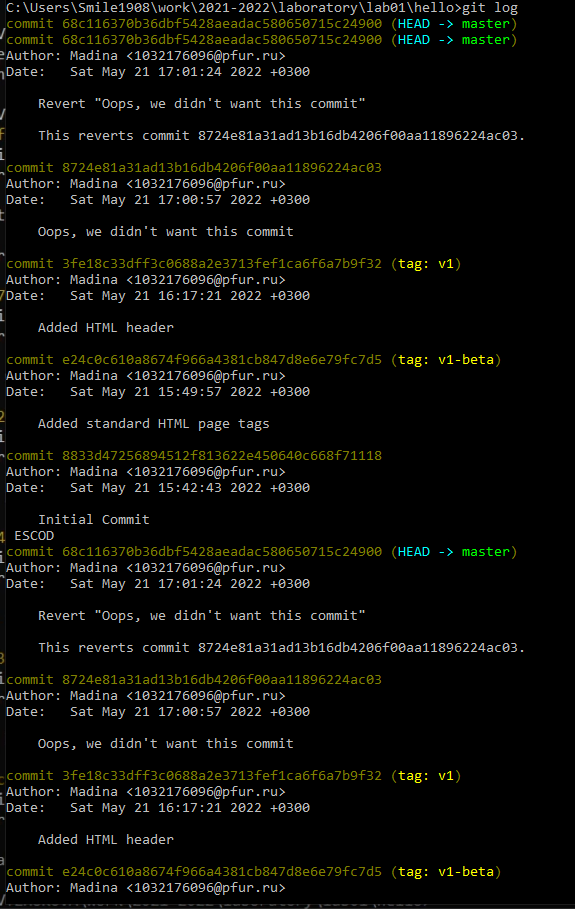 C:\Users\Smile1908\work\2021-2022\laboratory\lab01\hello>git log
commit 68c116370b36dbf5428aeadac580650715c24900 (HEAD -> master)
commit 68c116370b36dbf5428aeadac580650715c24900 (HEAD -> master)
Author: Madina <1032176096@pfur.ru>
Date:   Sat May 21 17:01:24 2022 +0300

    Revert "Oops, we didn't want this commit"

    This reverts commit 8724e81a31ad13b16db4206f00aa11896224ac03.

commit 8724e81a31ad13b16db4206f00aa11896224ac03
Author: Madina <1032176096@pfur.ru>
Date:   Sat May 21 17:00:57 2022 +0300

    Oops, we didn't want this commit

commit 3fe18c33dff3c0688a2e3713fef1ca6f6a7b9f32 (tag: v1)
Author: Madina <1032176096@pfur.ru>
Date:   Sat May 21 16:17:21 2022 +0300

    Added HTML header

commit e24c0c610a8674f966a4381cb847d8e6e79fc7d5 (tag: v1-beta)
Author: Madina <1032176096@pfur.ru>
Date:   Sat May 21 15:49:57 2022 +0300

    Added standard HTML page tags

commit 8833d47256894512f813622e450640c668f71118
Author: Madina <1032176096@pfur.ru>
Date:   Sat May 21 15:42:43 2022 +0300

    Initial Commit
 ESCOD
commit 68c116370b36dbf5428aeadac580650715c24900 (HEAD -> master)
Author: Madina <1032176096@pfur.ru>
Date:   Sat May 21 17:01:24 2022 +0300

    Revert "Oops, we didn't want this commit"

    This reverts commit 8724e81a31ad13b16db4206f00aa11896224ac03.

commit 8724e81a31ad13b16db4206f00aa11896224ac03
Author: Madina <1032176096@pfur.ru>
Date:   Sat May 21 17:00:57 2022 +0300

    Oops, we didn't want this commit

commit 3fe18c33dff3c0688a2e3713fef1ca6f6a7b9f32 (tag: v1)
Author: Madina <1032176096@pfur.ru>
Date:   Sat May 21 16:17:21 2022 +0300

    Added HTML header

commit e24c0c610a8674f966a4381cb847d8e6e79fc7d5 (tag: v1-beta)
Author: Madina <1032176096@pfur.ru>